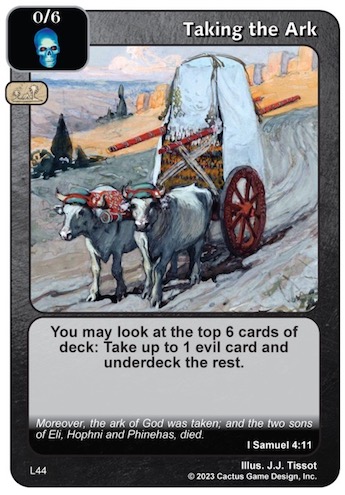 0/6
Taking the Ark
You may look at the top 6 cards of
deck: Take up to 1 evil card and
underdeck the rest.
Moreover, the ark of God was taken; and the two sons
of Eli, Hophni and Phinehas, died.
I Samuel 4:11
Illus. J.J. Tissot
L44
© 2023 Cactus Game Design, Inc.